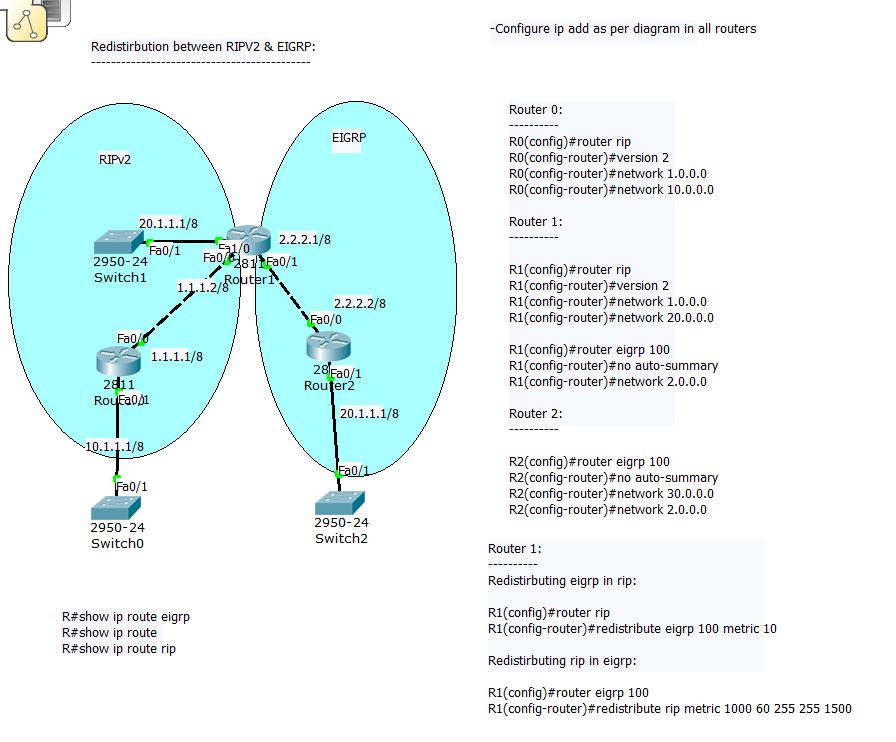 Redistirbution between RIPV2 & EIGRP:
--------------------------------------------
RIPv2
EIGRP
20.1.1.1/8
Fa0/1
2950-24
Switch1
Fa1/0
2.2.2.1/8
Fa0/1
Router1
1.1.1.2/8
2.2.2.2/8
Fa0/0
Fa0/0
1.1.1.1/8
2811
Fa0/1
Fa0/1
Router2
20.1.1.1/8
10.1.1.1/8
Fa0/1
2950-24
Switch0
Fa0/1
2950-24
Switch2
R#show ip route eigrp
R#show ip route
R#show ip route rip
-Configure ip add as per diagram in all routers
Router 0:
----------
R0(config)#router rip
R0(config-router)#version 2
R0(config-router)#network 1.0.0.0
R0(config-router)#network 10.0.0.0
Router 1:
----------
R1(config)#router rip
R1(config-router)#version 2
R1(config-router)#network 1.0.0.0
R1(config-router)#network 20.0.0.0
R1(config)#router eigrp 100
R1(config-router)#no auto-summary
R1(config-router)#network 2.0.0.0
Router 2:
----------
R2(config)#router eigrp 100
R2(config-router)#no auto-summary
R2(config-router)#network 30.0.0.0
R2(config-router)#network 2.0.0.0
Router 1:
----------
Redistirbuting eigrp in rip:
R1(config)#router rip
R1(config-router)#redistribute eigrp 100 metric 10
Redistirbuting rip in eigrp:
R1(config)#router eigrp 100
R1(config-router)#redistribute rip metric 1000 60 255 255 1500